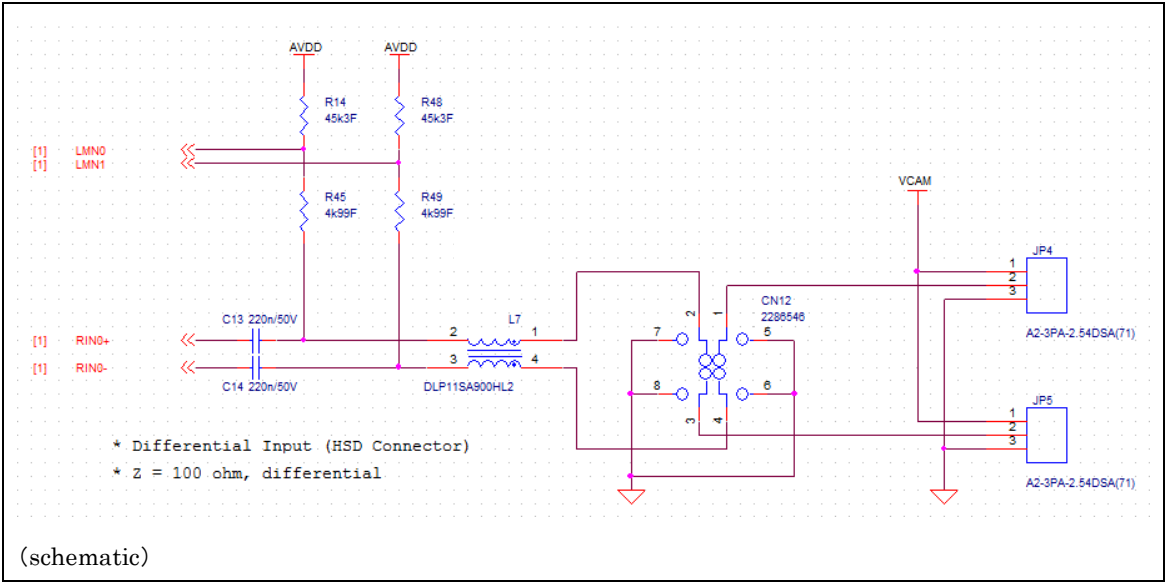 AVDD AVDD
R14 R48
45k3F 45k3F
[1] LMN0
[1] LMN1
R45 R49
4k99F 4k99F
VCAM
JP4
1
2
3
A2-3PA-2.54DSA(71)
C13 220n/50V
L7
CN12
2286546
[1] RIN0+
2 1
2 1
7 5
[1] RIN0-
3 4
C14 220n/50V
DLP11SA900HL2
8 6
3 4
JP5
1
2
3
A2-3PA-2.54DSA(71)
* Differential Input (HSD Connector)
* Z = 100 ohm, differential
(schematic)